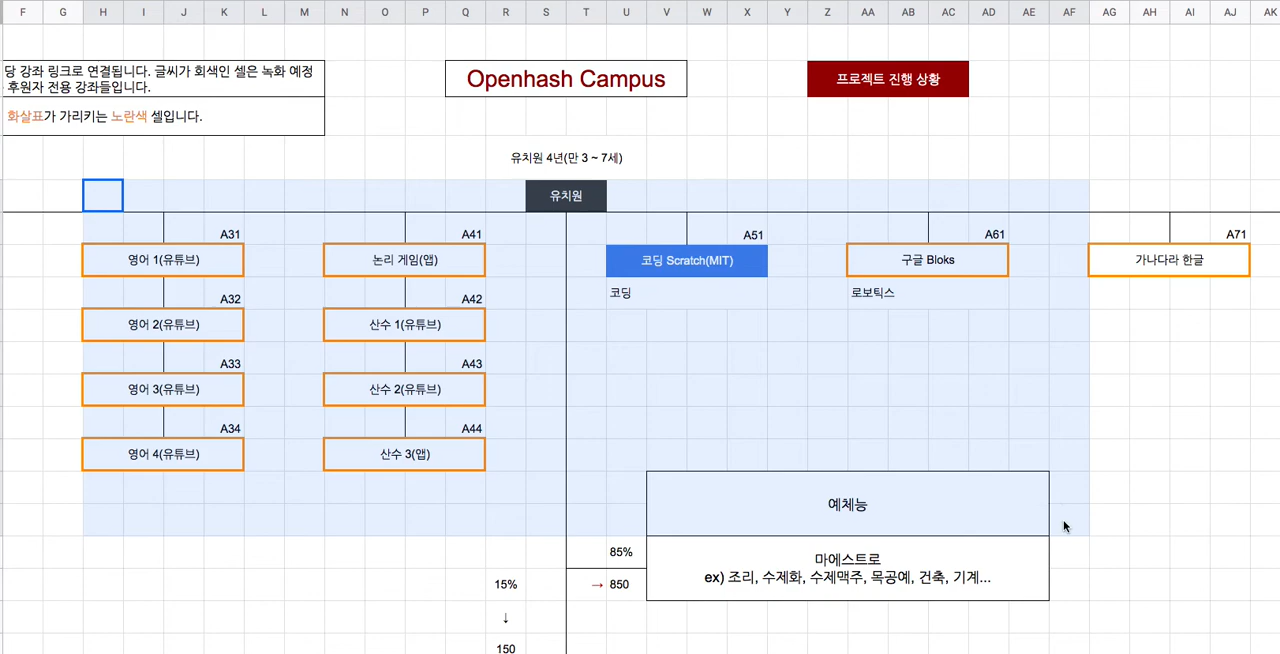 F G H I J K L M N O P Q R S T U V W X Y Z AA AB AC AD AE AF AG AH AI AJ AK
당 강좌 링크로 연결됩니다. 글씨가 회색인 셀은 녹화 예정
후원자 전용 강좌들입니다.
Openhash Campus
프로젝트 진행 상황
화살표가 가리키는 노란색 셀입니다.
유치원 4년(만 3 ~ 7세)
유치원
A31 A41 A51 A61 A71
영어 1(유튜브) 논리 게임(앱) 코딩 Scratch(MIT) 구글 Bloks 가나다라 한글
A32 A42 코딩 로보틱스
영어 2(유튜브) 산수 1(유튜브)
A33 A43
영어 3(유튜브) 산수 2(유튜브)
A34 A44
영어 4(유튜브) 산수 3(앱)
예체능
85%
마에스트로
ex) 조리, 수제화, 수제맥주, 목공예, 건축, 기계...
15% → 850
↓
150